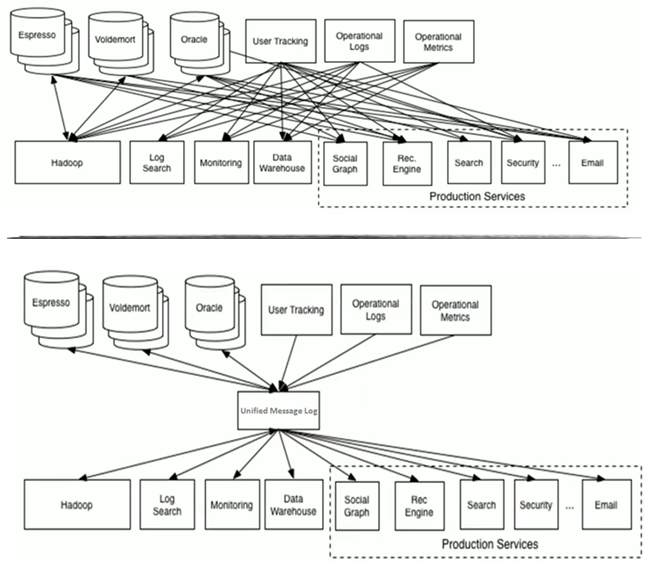 Espresso
Voldemort
Oracle
User Tracking
Operational
Logs
Operational
Metrics
Hadoop
Log
Search
Monitoring
Data
Warehouse
Social
Graph
Rec.
Engine
Search
Security
...
Email
Production Services
Espresso
Voldemort
Oracle
User Tracking
Operational
Logs
Operational
Metrics
Unified Message Log
Hadoop
Log
Search
Monitoring
Data
Warehouse
Social
Graph
Rec
Engine
Search
Security
...
Email
Production Services